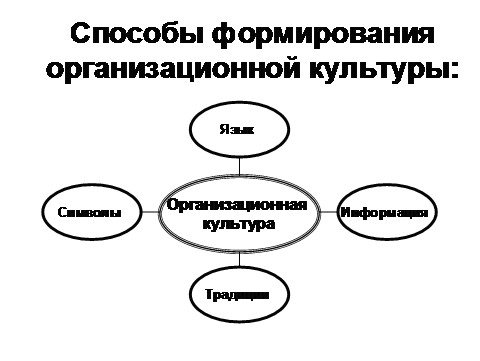 Способы формирования
организационной культуры:
Язык
Символы
Организационная
культура
Информация
Традиции